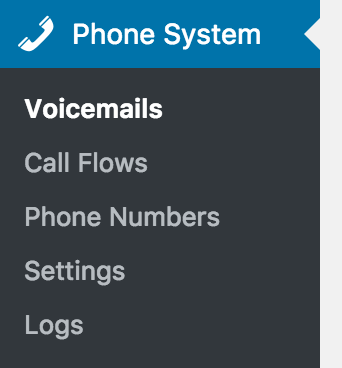 Phone System
Voicemails
Call Flows
Phone Numbers
Settings
Logs